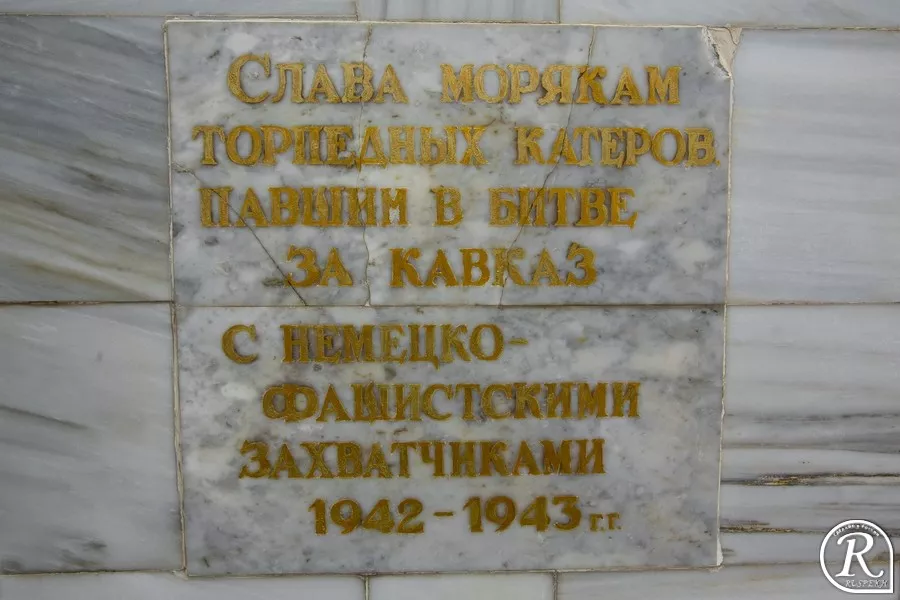 Слава морякам
торпедных катеров,
павшим в битве
за Кавказ
с немецко-
фашистскими
захватчиками
1942 - 1943 г.г.
R